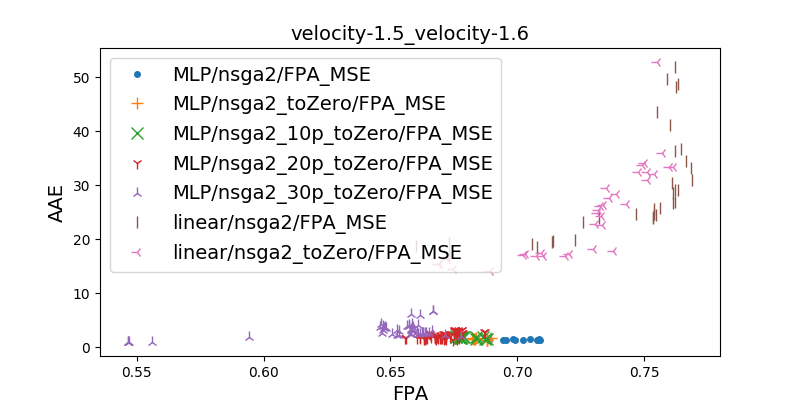 velocity-1.5_velocity-1.6
AAE
50
40
30
20
10
0
MLP/nsga2/FPA_MSE
MLP/nsga2_toZero/FPA_MSE
MLP/nsga2_10p_toZero/FPA_MSE
MLP/nsga2_20p_toZero/FPA_MSE
MLP/nsga2_30p_toZero/FPA_MSE
linear/nsga2/FPA_MSE
linear/nsga2_toZero/FPA_MSE
0.55 0.60 0.65 0.70 0.75
FPA